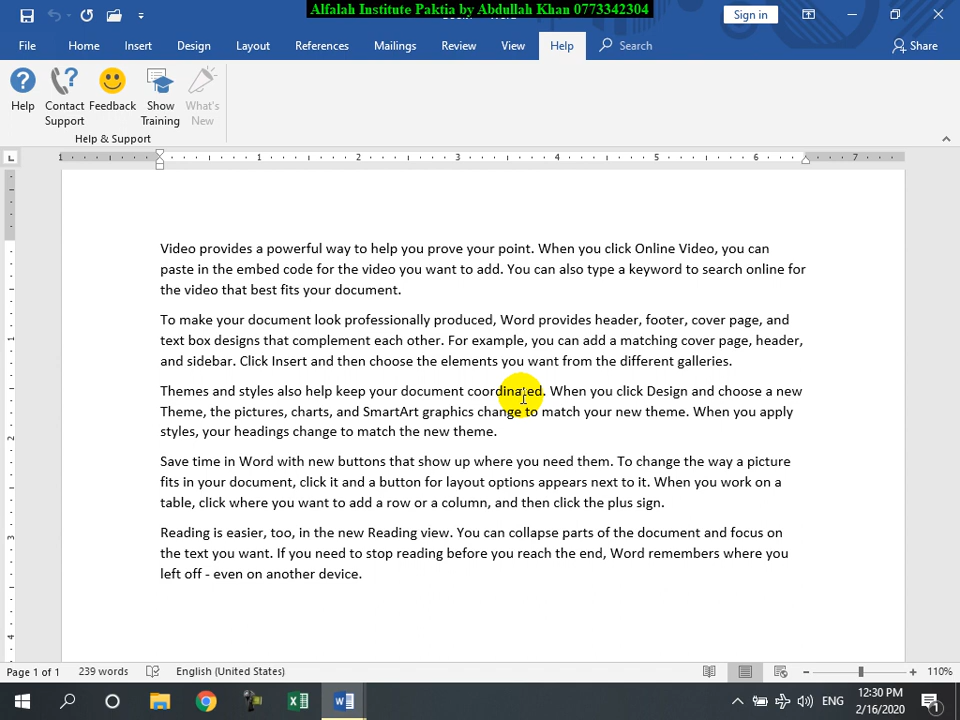 Alfalah Institute Paktia by Abdullah Khan 0773342304
Sign in
File Home Insert Design Layout References Mailings Review View Help Search Share
Help Contact Support Feedback Show Training What's New
Help & Support
1 1 2 3 4 5 6 7
Video provides a powerful way to help you prove your point. When you click Online Video, you can
paste in the embed code for the video you want to add. You can also type a keyword to search online for
the video that best fits your document.
To make your document look professionally produced, Word provides header, footer, cover page, and
text box designs that complement each other. For example, you can add a matching cover page, header,
and sidebar. Click Insert and then choose the elements you want from the different galleries.
Themes and styles also help keep your document coordinated. When you click Design and choose a new
Theme, the pictures, charts, and SmartArt graphics change to match your new theme. When you apply
styles, your headings change to match the new theme.
Save time in Word with new buttons that show up where you need them. To change the way a picture
fits in your document, click it and a button for layout options appears next to it. When you work on a
table, click where you want to add a row or a column, and then click the plus sign.
Reading is easier, too, in the new Reading view. You can collapse parts of the document and focus on
the text you want. If you need to stop reading before you reach the end, Word remembers where you
left off - even on another device.
1
2
3
4
Page 1 of 1 239 words English (United States) 110%
ENG 12:30 PM
2/16/2020 1